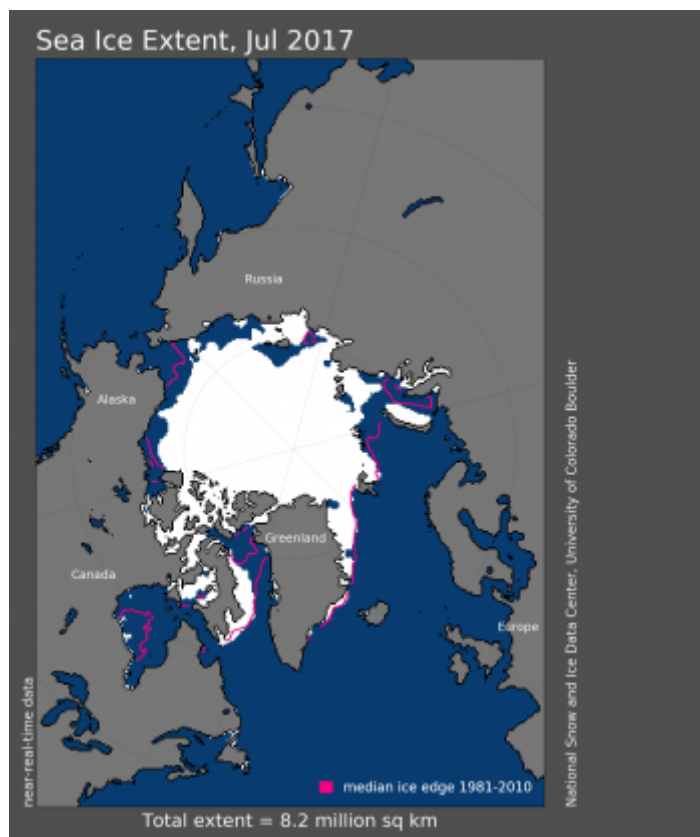 Sea Ice Extent, Jul 2017
Russia
Alaska
Greenland
Canada
Europe
near-real-time data
National Snow and Ice Data Center, University of Colorado Boulder
median ice edge 1981-2010
Total extent = 8.2 million sq km